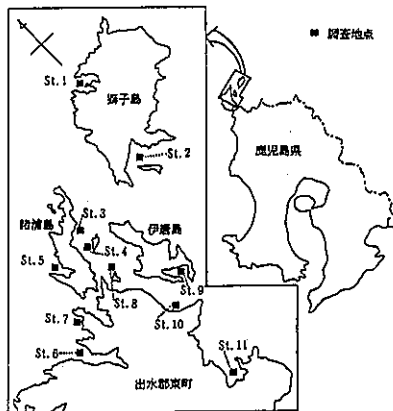 ■ 調査地点
St.1
獅子島
St.2
鹿児島県
諸浦島
St.3
伊唐島
St.4
St.5
St.8
St.9
St.7
St.10
St.6
St.11
出水郡東町